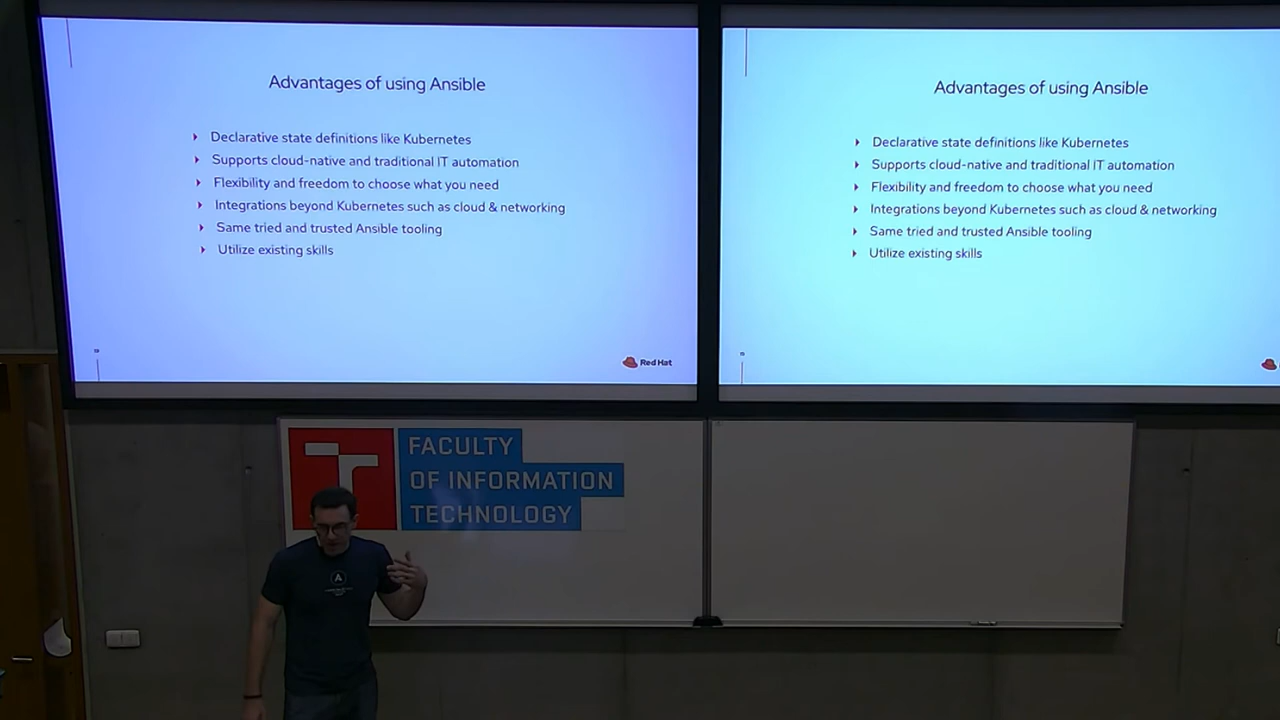 Advantages of using Ansible
Declarative state definitions like Kubernetes
Supports cloud-native and traditional IT automation
Flexibility and freedom to choose what you need
Integrations beyond Kubernetes such as cloud & networking
Same tried and trusted Ansible tooling
Utilize existing skills
Red Hat
Advantages of using Ansible
Declarative state definitions like Kubernetes
Supports cloud-native and traditional IT automation
Flexibility and freedom to choose what you need
Integrations beyond Kubernetes such as cloud & networking
Same tried and trusted Ansible tooling
Utilize existing skills
T FACULTY
OF INFORMATION
TECHNOLOGY
A